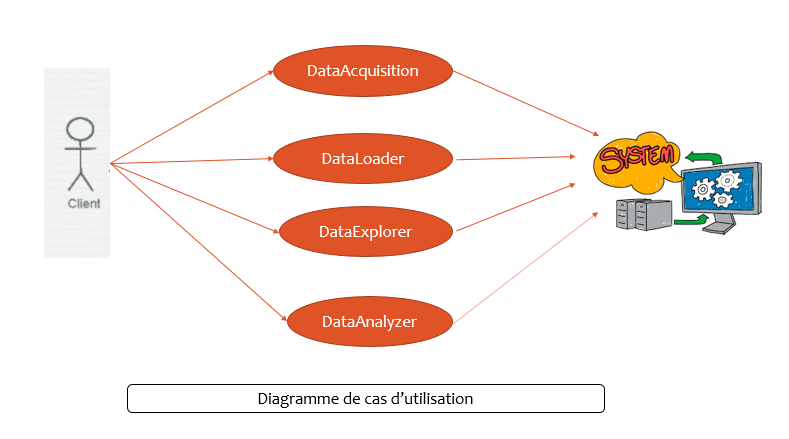 DataAcquisition
DataLoader
SYSTEM
Client
DataExplorer
DataAnalyzer
Diagramme de cas d’utilisation